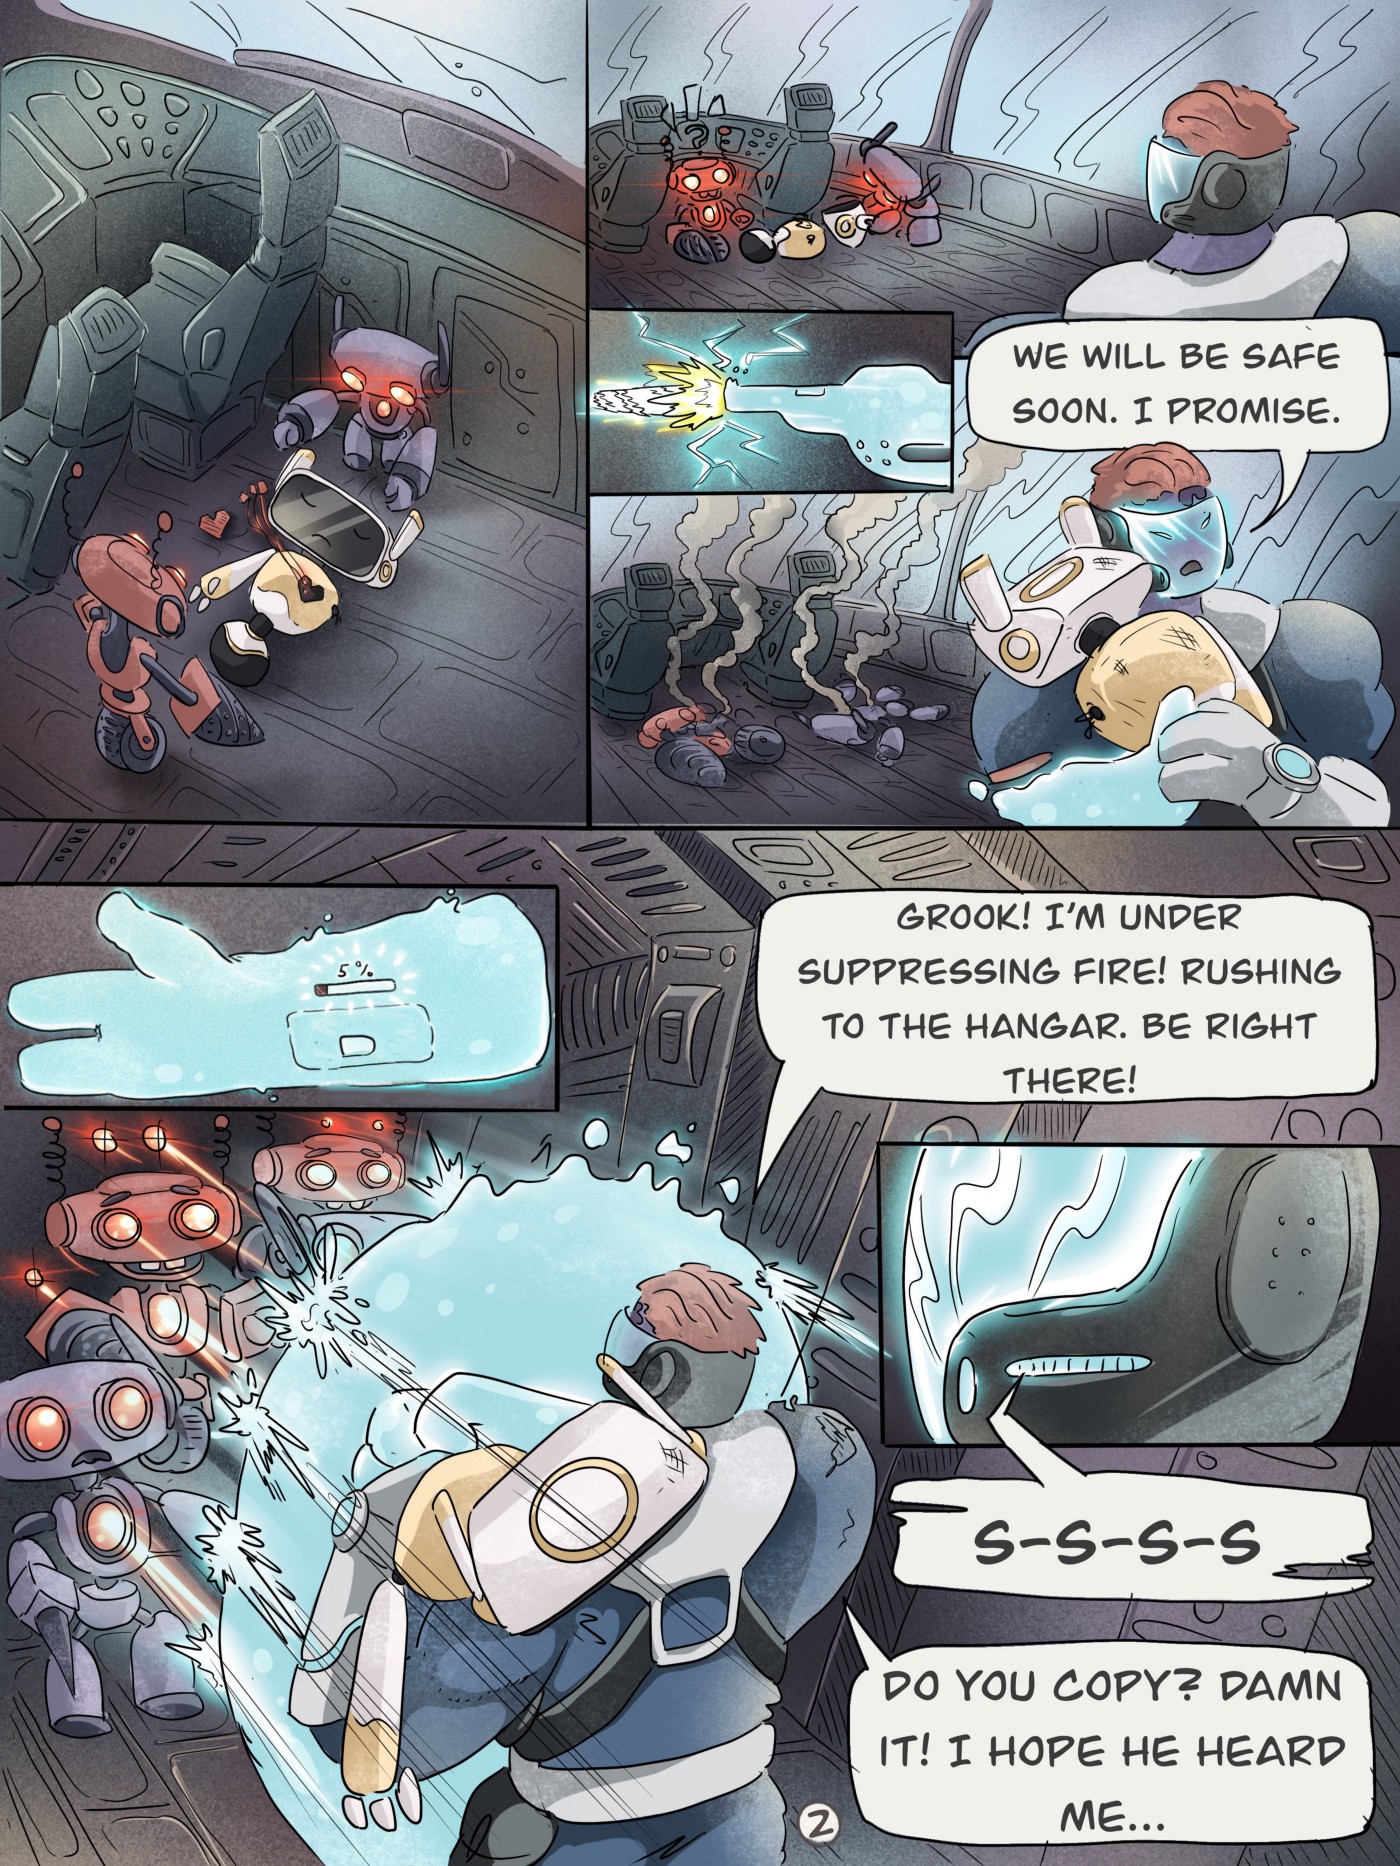 ?
WE WILL BE SAFE
SOON. I PROMISE.
5%
GROOK! I'M UNDER
SUPPRESSING FIRE! RUSHING
TO THE HANGAR. BE RIGHT
THERE!
S-S-S-S
DO YOU COPY? DAMN
IT! I HOPE HE HEARD
ME...
2